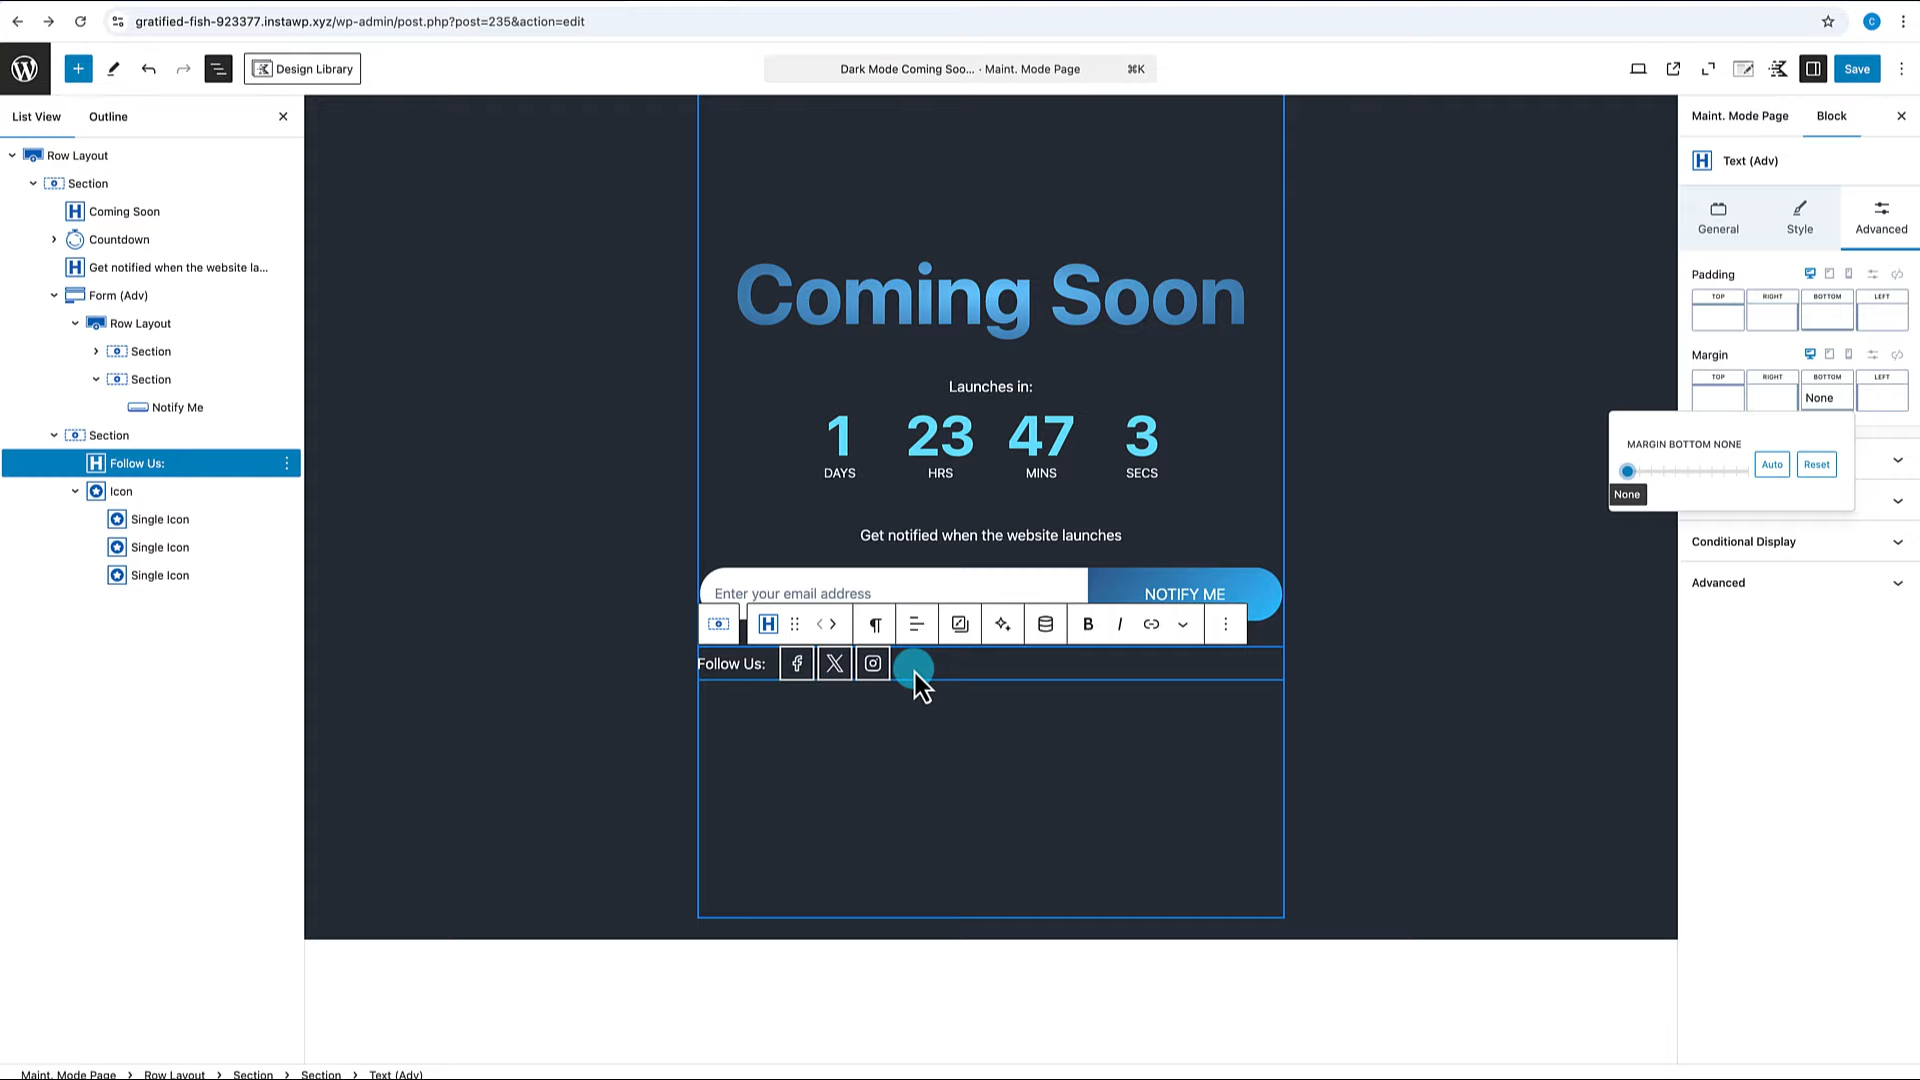 gratified-fish-923377.instawp.xyz/wp-admin/post.php?post=235&action=edit
C
Design Library
Dark Mode Coming Soo... · Maint. Mode Page
⌘K
Save
List View
Outline
Row Layout
Section
Coming Soon
Countdown
Get notified when the website la...
Form (Adv)
Row Layout
Section
Section
Notify Me
Section
Follow Us:
Icon
Single Icon
Single Icon
Single Icon
Coming Soon
Launches in:
1 23 47 3
DAYS HRS MINS SECS
Get notified when the website launches
Enter your email address
NOTIFY ME
B I
Follow Us:
Maint. Mode Page
Block
Text (Adv)
General
Style
Advanced
Padding
TOP RIGHT BOTTOM LEFT
Margin
TOP RIGHT BOTTOM LEFT
None
MARGIN BOTTOM NONE
Auto
Reset
None
Conditional Display
Advanced
Maint. Mode Page > Row Layout > Section > Section > Text (Adv)